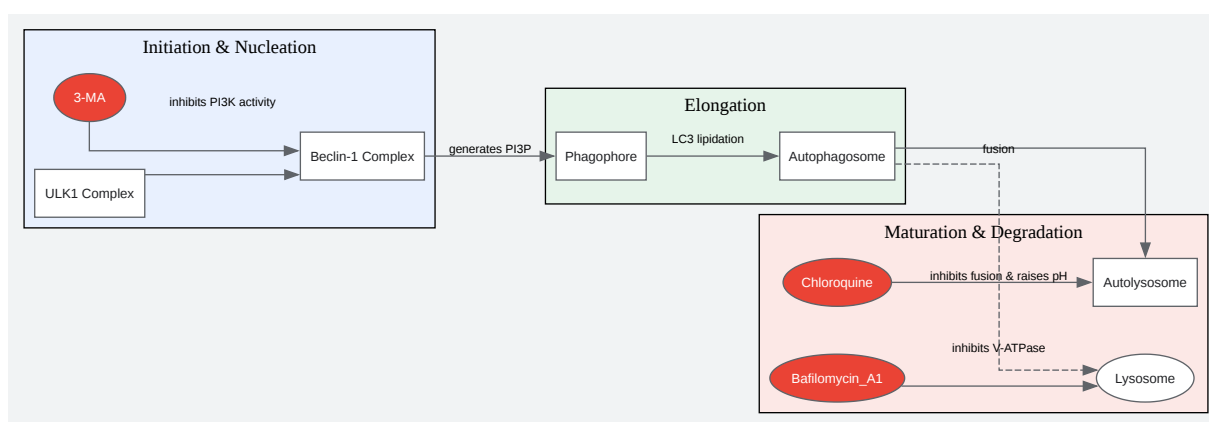 Initiation & Nucleation
3-MA
inhibits PI3K activity
Beclin-1 Complex
ULK1 Complex
generates PI3P
Elongation
Phagophore
LC3 lipidation
Autophagosome
fusion
Maturation & Degradation
Chloroquine
inhibits fusion & raises pH
Autolysosome
inhibits V-ATPase
Bafilomycin_A1
Lysosome